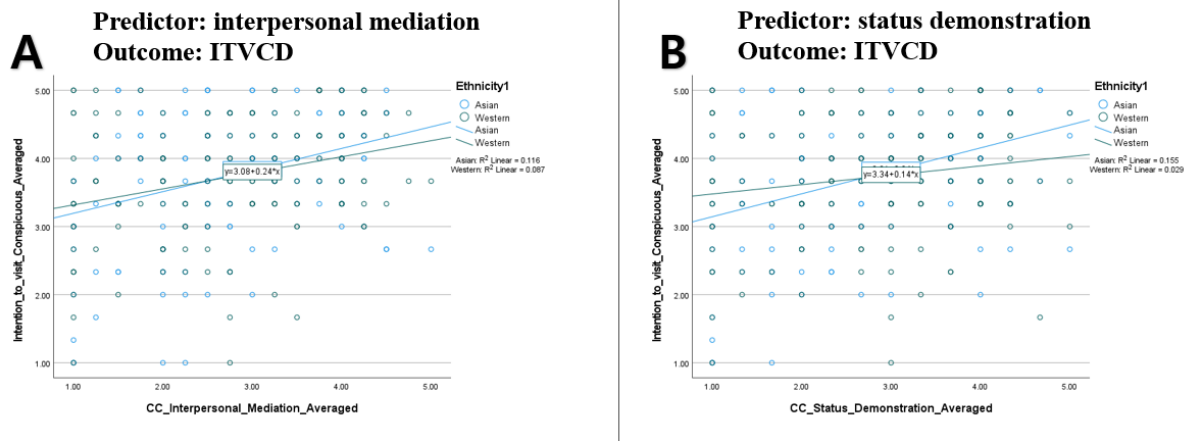 Predictor: interpersonal mediation
Outcome: ITVCD
A
Ethnicity1
Asian
Western
Asian
Western
Asian: R² Linear = 0.116
Western: R² Linear = 0.087
y=3.08+0.24*x
Intention_to_visit_Conspicuous_Averaged
5.00
4.00
3.00
2.00
1.00
1.00 2.00 3.00 4.00 5.00
CC_Interpersonal_Mediation_Averaged
Predictor: status demonstration
Outcome: ITVCD
B
Ethnicity1
Asian
Western
Asian
Western
Asian: R² Linear = 0.155
Western: R² Linear = 0.029
y=3.34+0.14*x
Intention_to_visit_Conspicuous_Averaged
5.00
4.00
3.00
2.00
1.00
1.00 2.00 3.00 4.00 5.00
CC_Status_Demonstration_Averaged